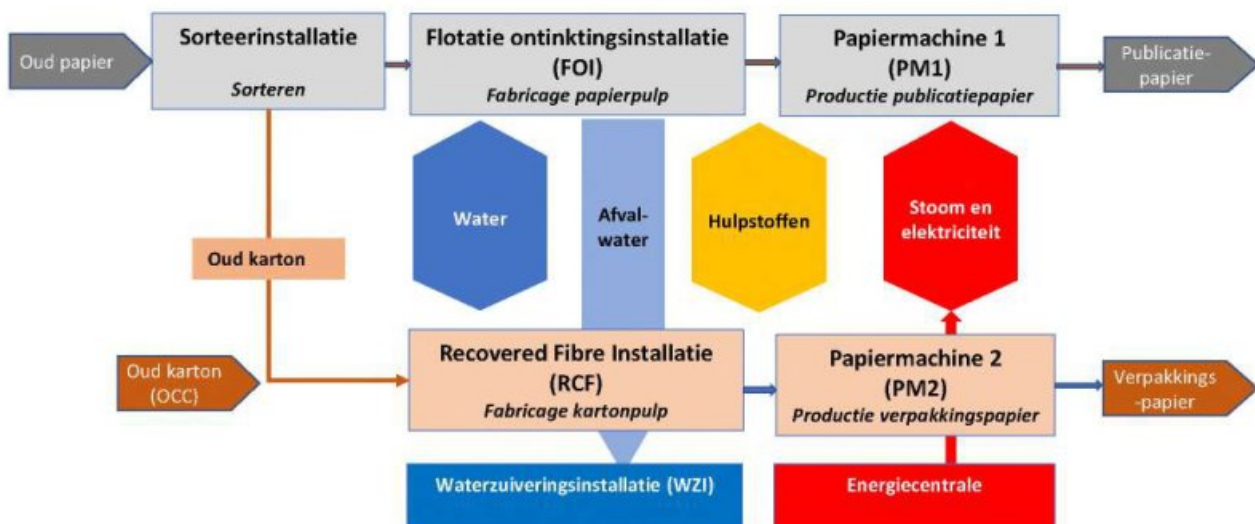 Oud papier
Sorteerinstallatie
Sorteren
Flotatie ontinktingsinstallatie
(FOI)
Fabricage papierpulp
Papiermachine 1
(PM1)
Productie publicatiepapier
Publicatie-
papier
Water
Afval-
water
Hulpstoffen
Stoom en
elektriciteit
Oud karton
Oud karton
(OCC)
Recovered Fibre Installatie
(RCF)
Fabricage kartonpulp
Papiermachine 2
(PM2)
Productie verpakkingspapier
Verpakkings
-papier
Waterzuiveringsinstallatie (WZI)
Energiecentrale